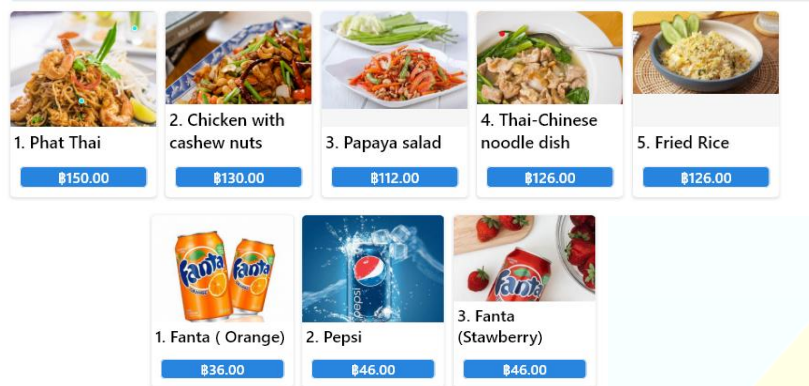 1. Phat Thai
฿150.00
2. Chicken with
cashew nuts
฿130.00
3. Papaya salad
฿112.00
4. Thai-Chinese
noodle dish
฿126.00
5. Fried Rice
฿126.00
Fanta
Fanta
1. Fanta ( Orange)
฿36.00
pepsi
2. Pepsi
฿46.00
Fanta
3. Fanta
(Stawberry)
฿46.00